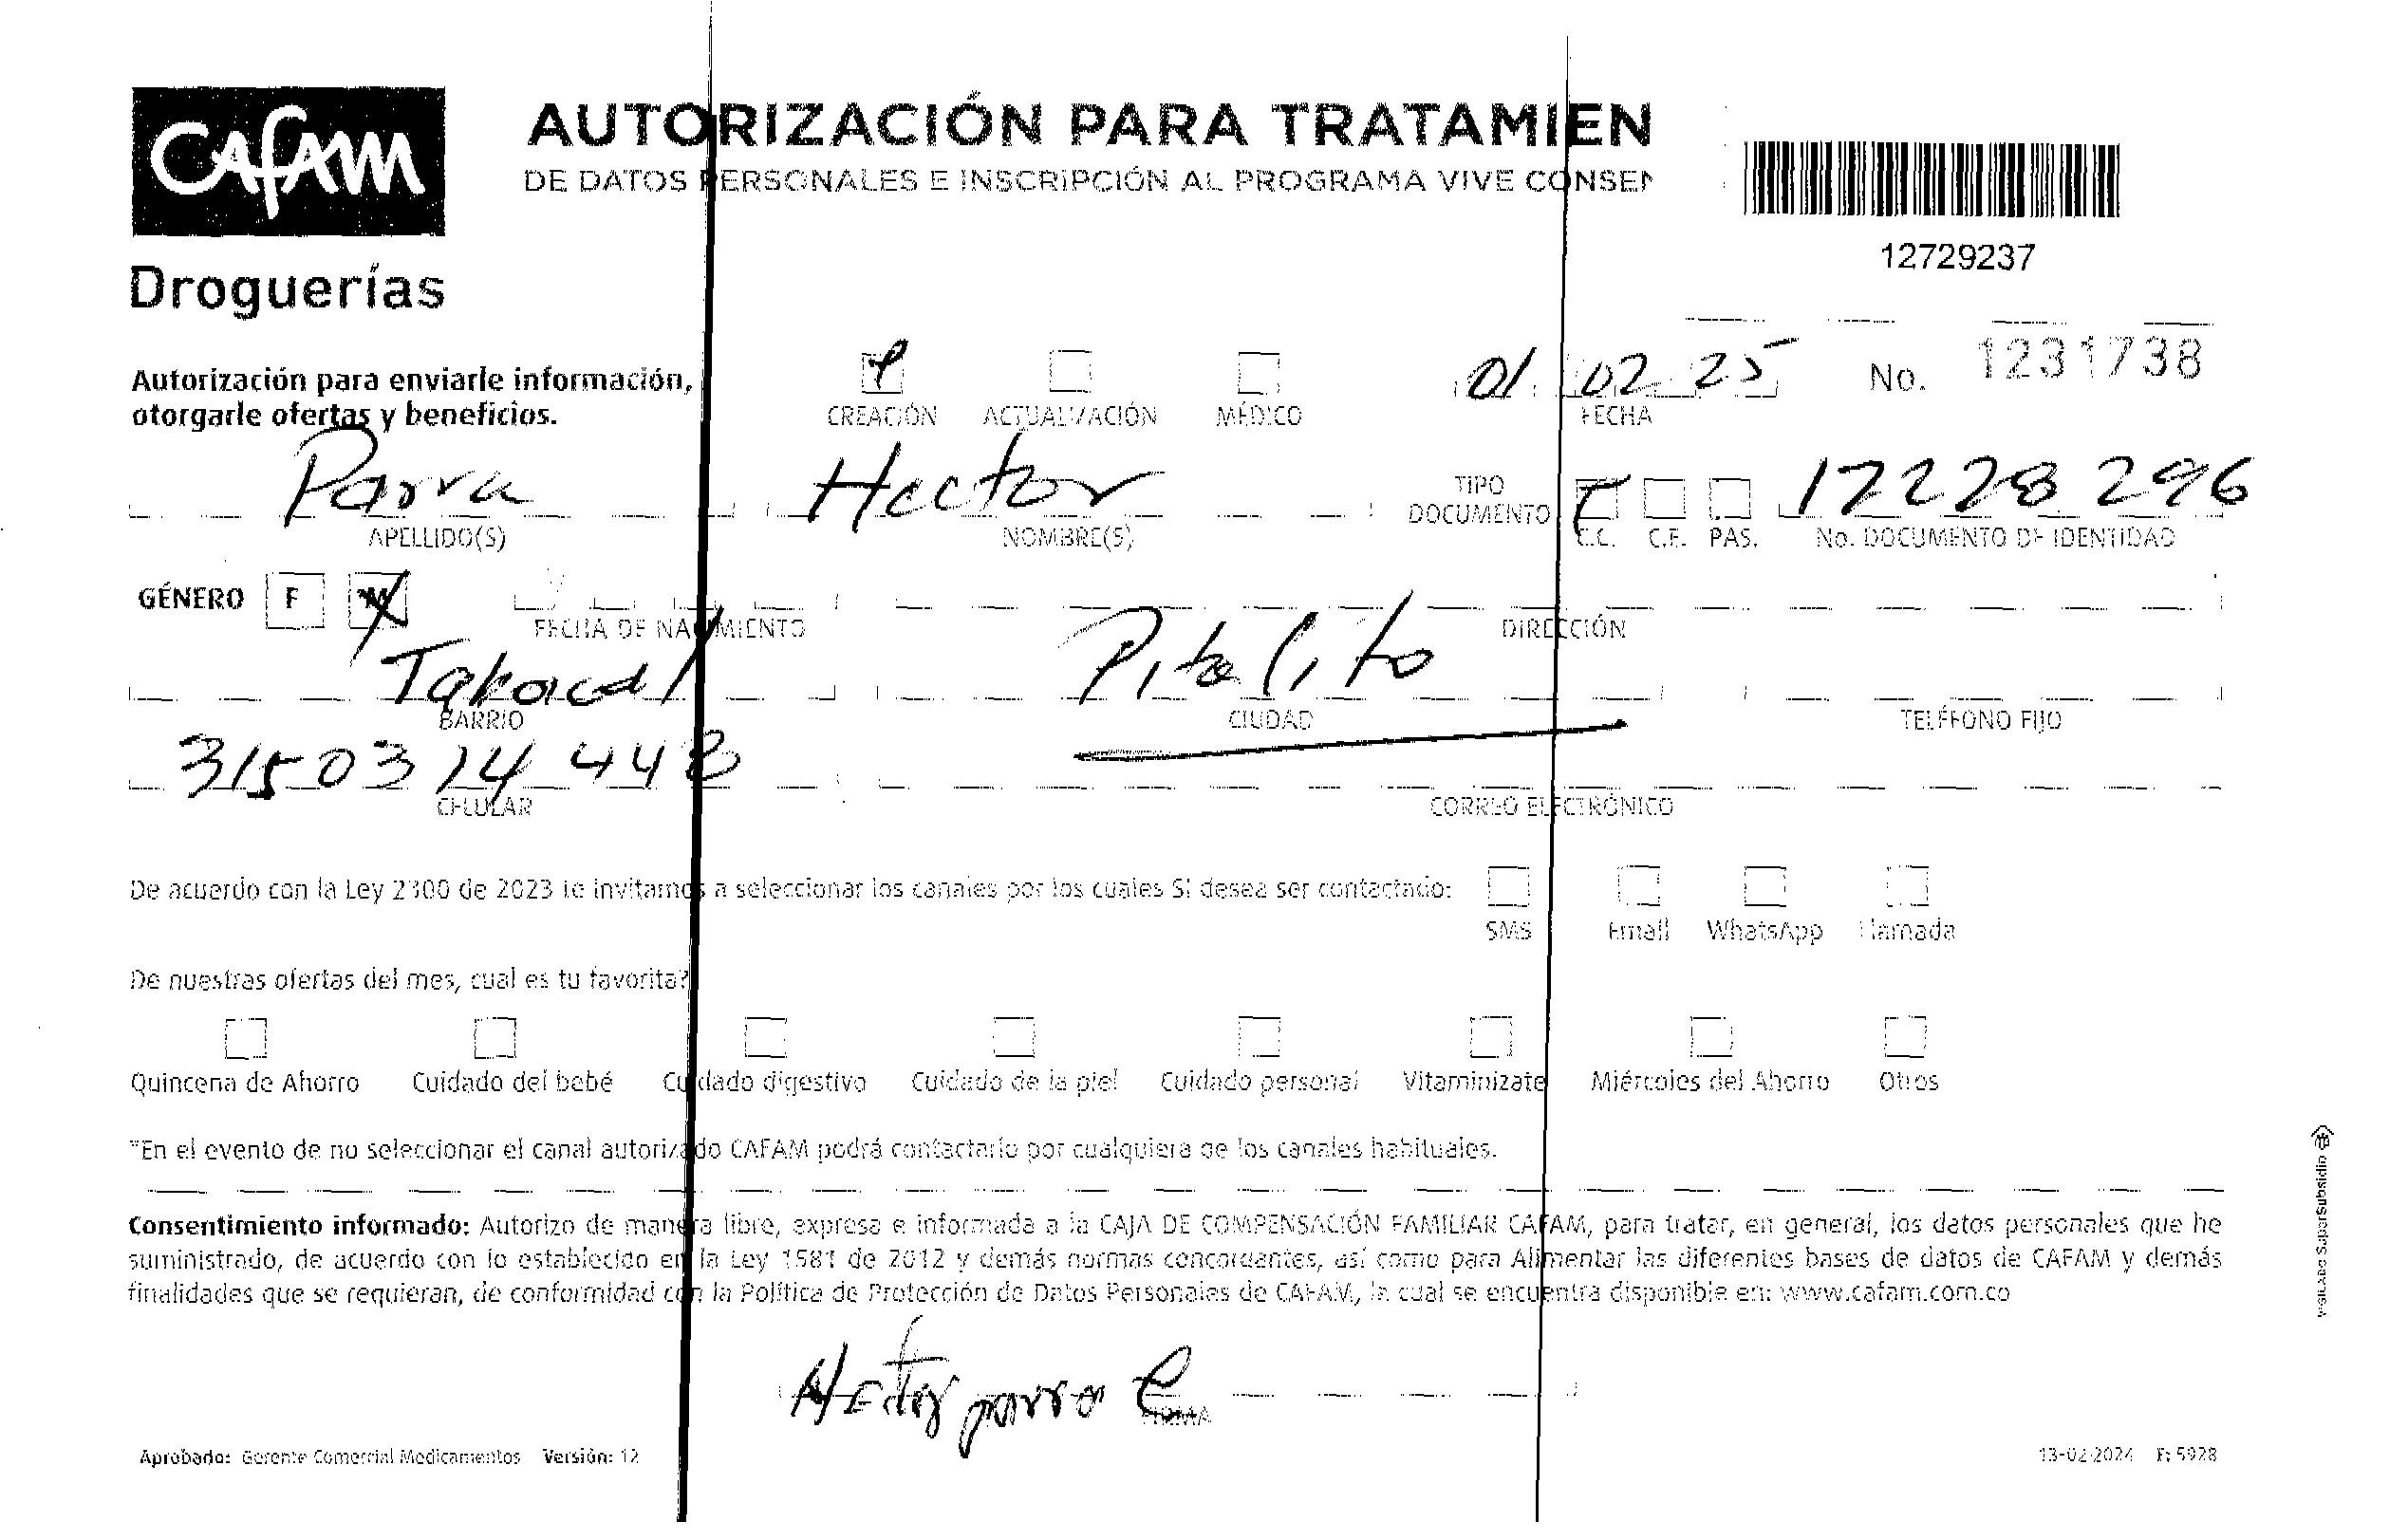 CAFAM
Droguerías
AUTORIZACIÓN PARA TRATAMIEN
DE DATOS PERSONALES E INSCRIPCIÓN AL PROGRAMA VIVE CONSEN
12729237
Autorización para enviarle información,
otorgarle ofertas y beneficios.
CREACIÓN ACTUALIZACIÓN MÉDICO
01 02 25
FECHA
No. 1231738
Parra Hector
APELLIDO(S) NOMBRE(S)
TIPO DOCUMENTO C.C. C.E. PAS.
12228296
No. DOCUMENTO DE IDENTIDAD
GÉNERO F M
FECHA DE NACIMIENTO DIRECCIÓN
Pitalito
BARRIO CIUDAD TELÉFONO FIJO
3150314448
CELULAR CORREO ELECTRÓNICO
De acuerdo con la Ley 2300 de 2023 te invitamos a seleccionar los canales por los cuales SI desea ser contactado:
SMS Email WhatsApp Llamada
De nuestras ofertas del mes, cual es tu favorita?
Quincena de Ahorro Cuidado del bebé Cuidado digestivo Cuidado de la piel Cuidado personal Vitaminizate Miércoles del Ahorro Otros
*En el evento de no seleccionar el canal autorizado CAFAM podrá contactarlo por cualquiera de los canales habituales.
Consentimiento informado: Autorizo de manera libre, expresa e informada a la CAJA DE COMPENSACIÓN FAMILIAR CAFAM, para tratar, en general, los datos personales que he
suministrado, de acuerdo con lo establecido en la Ley 1581 de 2012 y demás normas concordantes, así como para Alimentar las diferentes bases de datos de CAFAM y demás
finalidades que se requieran, de conformidad con la Política de Protección de Datos Personales de CAFAM, la cual se encuentra disponible en: www.cafam.com.co
Hector parra C
FIRMA
Aprobado: Gerente Comercial Medicamentos Versión: 12
13-02-2024 F: 5928
VIGILADO SuperSubsidio